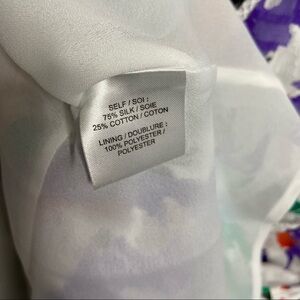 SELF / SOI :
75% SILK / SOIE
25% COTTON / COTON
LINING / DOUBLURE :
100% POLYESTER /
POLYESTER